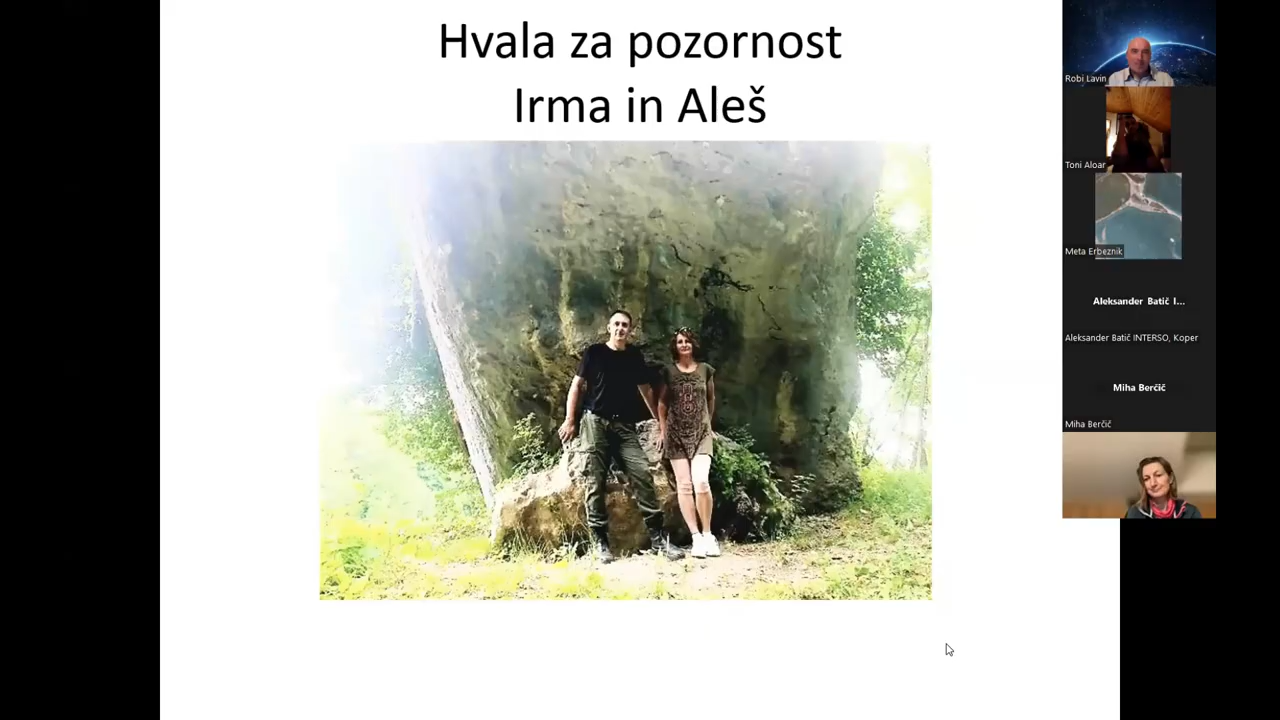 Hvala za pozornost
Irma in Aleš
Robi Lavin
Toni Aloar
Meta Erbeznik
Aleksander Batič I...
Aleksander Batič INTERSO, Koper
Miha Berčič
Miha Berčič